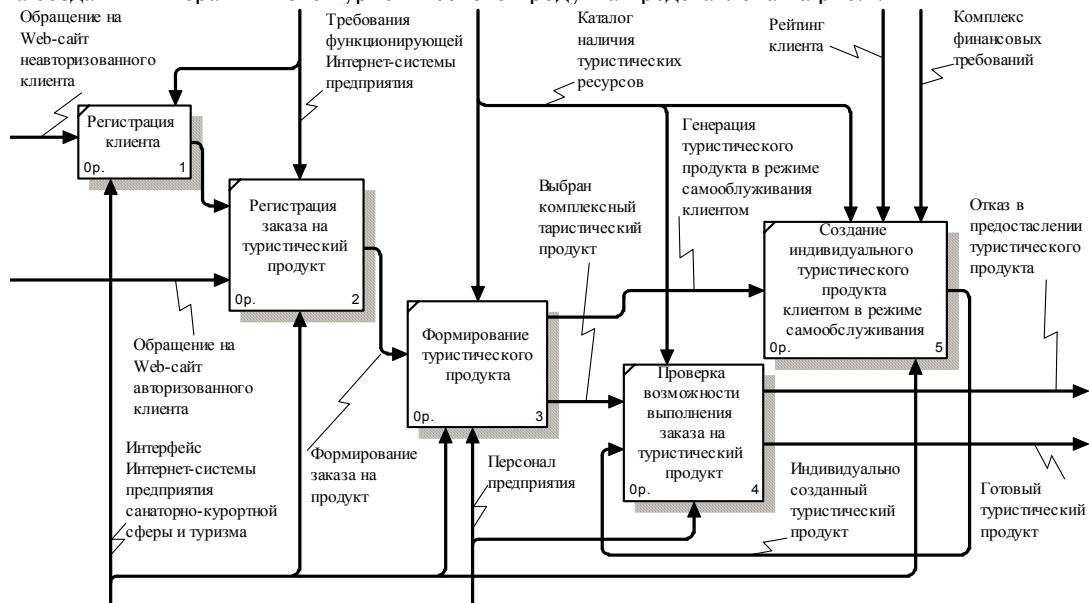 Обращение на
Web-сайт
неавторизованного
клиента
Требования
функционирующей
Интернет-системы
предприятия
Каталог
наличия
туристических
ресурсов
Рейтинг
клиента
Комплекс
финансовых
требований
Регистрация
клиента
0р. 1
Регистрация
заказа на
туристический
продукт
0р. 2
Генерация
туристического
продукта в режиме
самооблуживания
клиентом
Выбран
комплексный
таристический
продукт
Создание
индивидуального
туристического
продукта
клиентом в режиме
самообслуживания
0р. 5
Отказ в
предостаслении
туристического
продукта
Формирование
туристического
продукта
0р. 3
Обращение на
Web-сайт
авторизованного
клиента
Проверка
возможности
выполнения
заказа на
туристический
продукт
0р. 4
Интерфейс
Интернет-системы
предприятия
санаторно-курортной
сферы и туризма
Формирование
заказа на
продукт
Персонал
предприятия
Индивидуально
созданный
туристический
продукт
Готовый
туристический
продукт